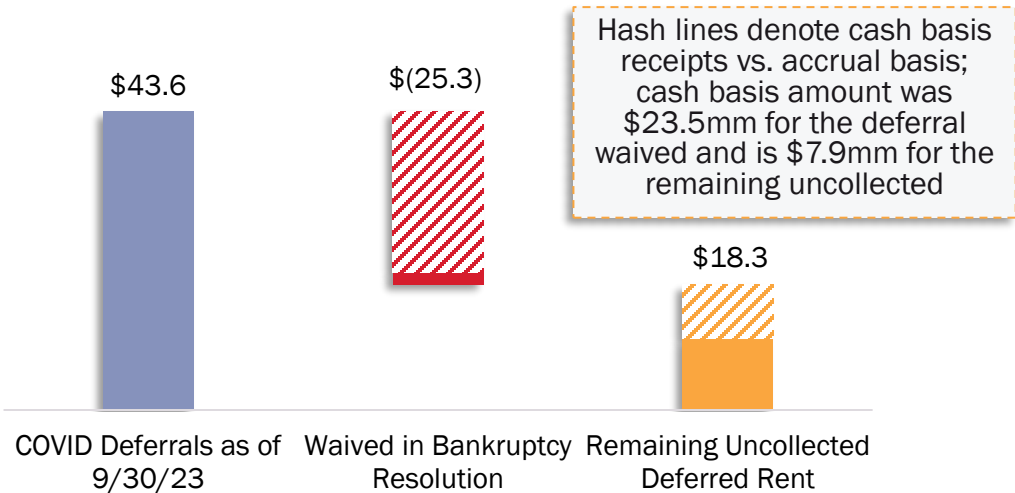 Hash lines denote cash basis
receipts vs. accrual basis;
cash basis amount was
$23.5mm for the deferral
waived and is $7.9mm for the
remaining uncollected
$43.6
$(25.3)
$18.3
COVID Deferrals as of
9/30/23
Waived in Bankruptcy
Resolution
Remaining Uncollected
Deferred Rent